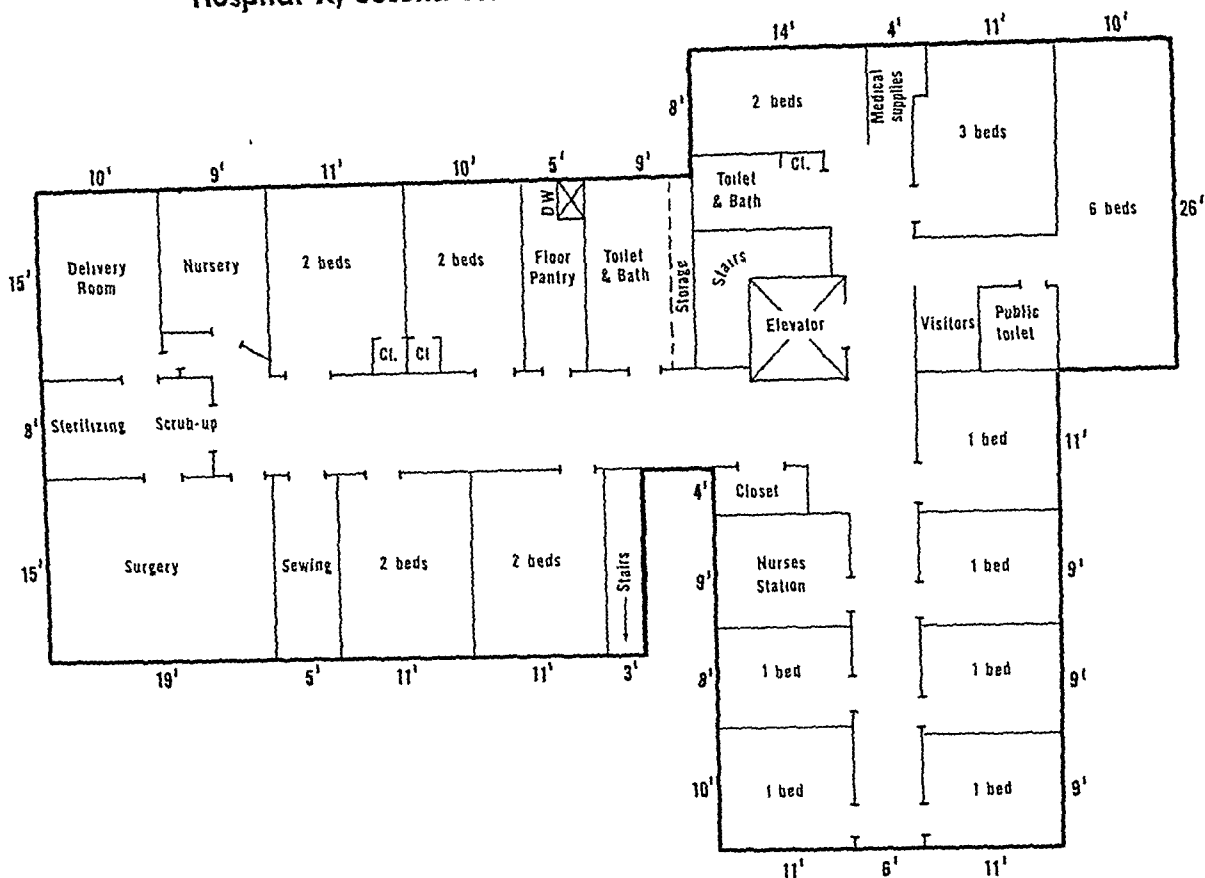 Hospital X, Second
14' 4' 11' 10'
8'
2 beds
Medical
supplies
3 beds
6 beds
26'
Cl.
Toilet
& Bath
10' 9' 11' 10' 5' 9'
15'
Delivery
Room
Nursery
2 beds
2 beds
DW
Floor
Pantry
Toilet
& Bath
Storage
Stairs
Elevator
Visitors
Public
toilet
Cl.
Cl
8'
Sterilizing
Scrub-up
1 bed
11'
4'
Closet
15'
Surgery
Sewing
2 beds
2 beds
Stairs
9'
Nurses
Station
1 bed
9'
19' 5' 11' 11' 3'
8'
1 bed
1 bed
9'
10'
1 bed
1 bed
9'
11' 6' 11'